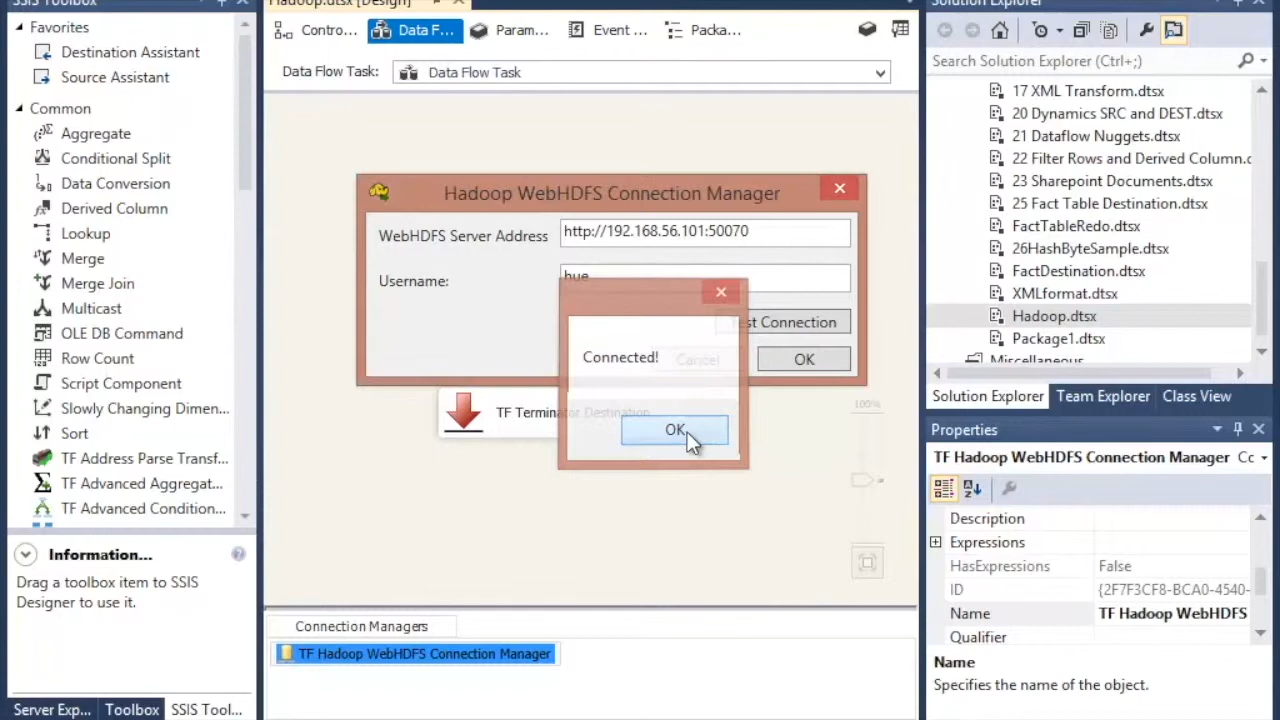 SSIS Toolbox
Favorites
Destination Assistant
Source Assistant
Common
Aggregate
Conditional Split
Data Conversion
Derived Column
Lookup
Merge
Merge Join
Multicast
OLE DB Command
Row Count
Script Component
Slowly Changing Dimen...
Sort
TF Address Parse Transf...
TF Advanced Aggregat...
TF Advanced Condition...
Information...
Drag a toolbox item to SSIS
Designer to use it.
Server Exp...
Toolbox
SSIS Tool...
Hadoop.dtsx [Design]
Contro...
Data F...
Param...
Event ...
Packa...
Data Flow Task:
Data Flow Task
Hadoop WebHDFS Connection Manager
WebHDFS Server Address
http://192.168.56.101:50070
Username:
hue
Test Connection
Cancel
OK
Connected!
OK
TF Terminator Destination
100%
Connection Managers
TF Hadoop WebHDFS Connection Manager
Solution Explorer
Search Solution Explorer (Ctrl+;)
17 XML Transform.dtsx
20 Dynamics SRC and DEST.dtsx
21 Dataflow Nuggets.dtsx
22 Filter Rows and Derived Column.d
23 Sharepoint Documents.dtsx
25 Fact Table Destination.dtsx
FactTableRedo.dtsx
26HashByteSample.dtsx
FactDestination.dtsx
XMLformat.dtsx
Hadoop.dtsx
Package1.dtsx
Miscellaneous
Solution Explorer
Team Explorer
Class View
Properties
TF Hadoop WebHDFS Connection Manager Cc
Description
Expressions
HasExpressions False
ID {2F7F3CF8-BCA0-4540-
Name TF Hadoop WebHDFS
Qualifier
Name
Specifies the name of the object.